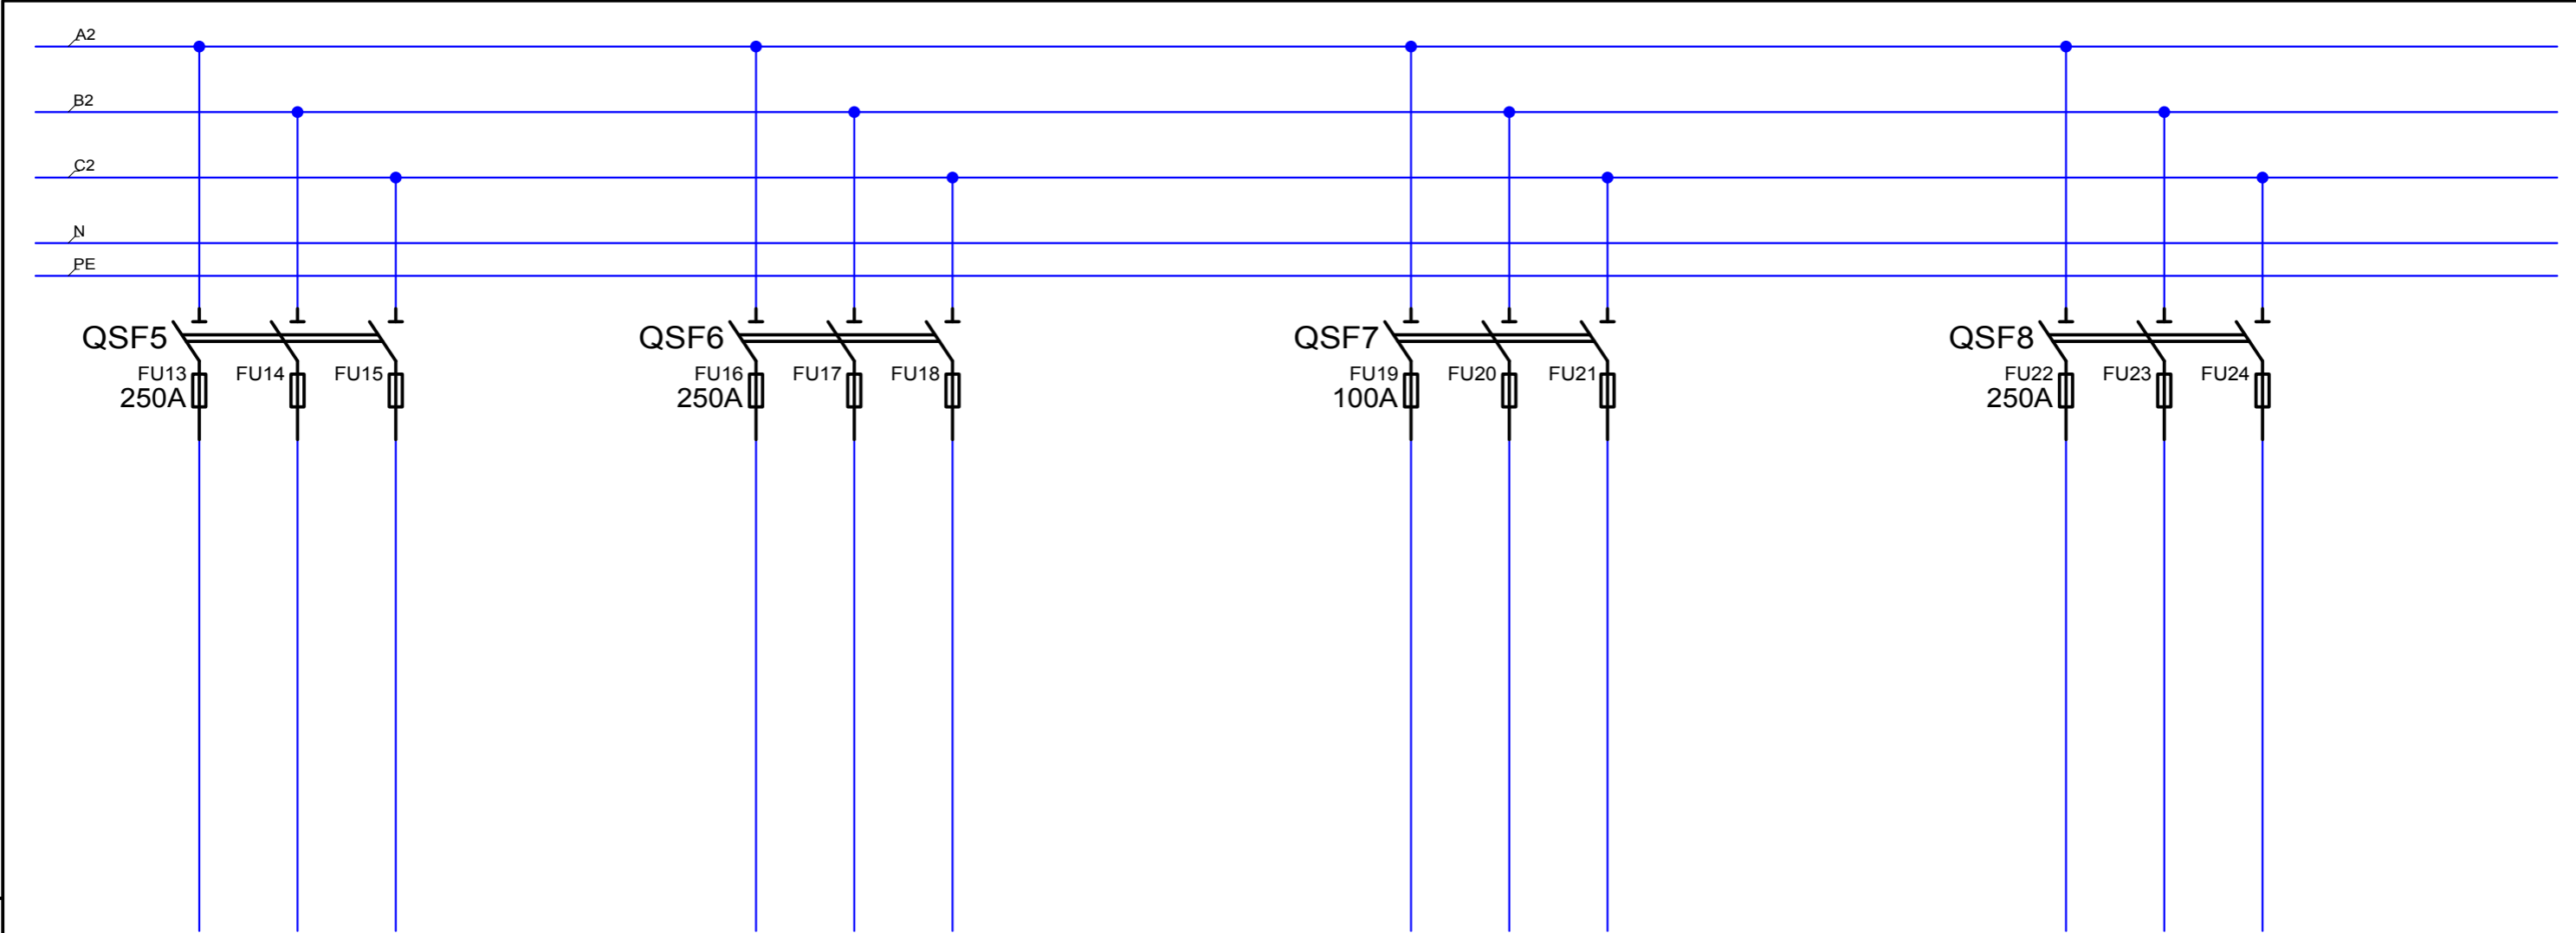 A2
B2
C2
N
PE
QSF5 QSF6 QSF7 QSF8
FU13 FU14 FU15 FU16 FU17 FU18 FU19 FU20 FU21 FU22 FU23 FU24
250A 250A 100A 250A